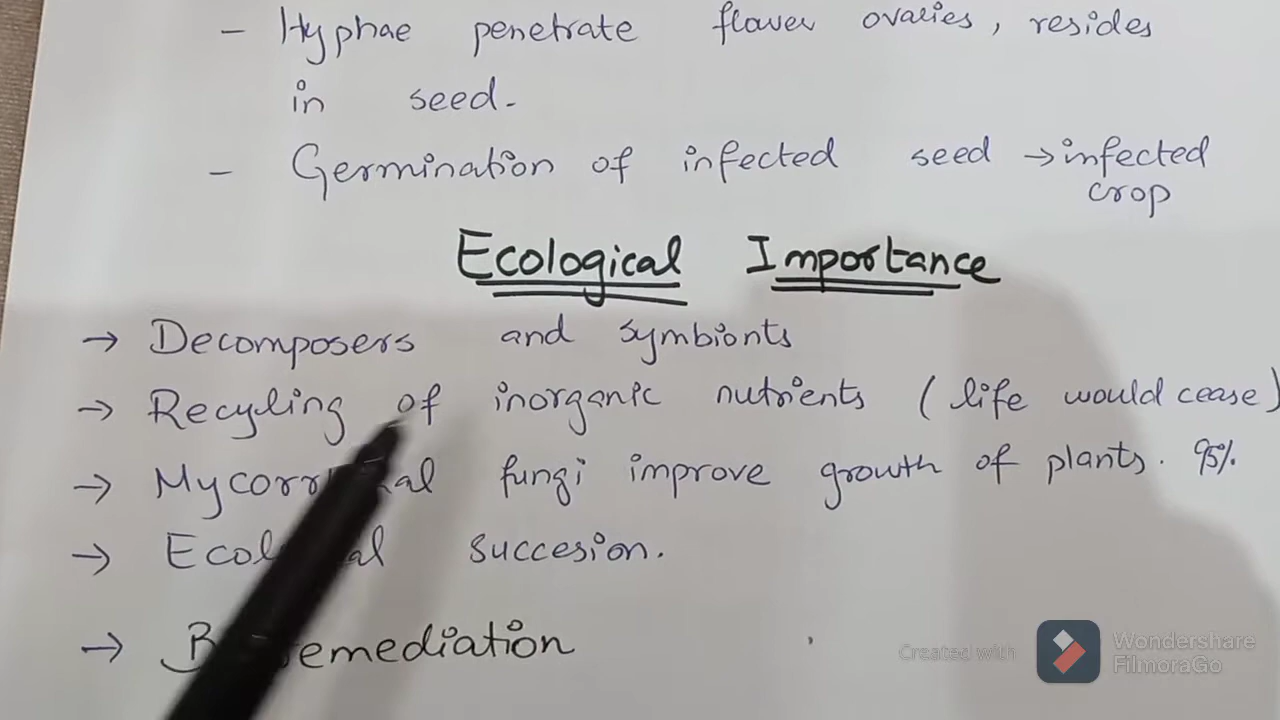 - Hyphae penetrate flower ovaries, resides
in seed.
- Germination of infected seed → infected
crop
Ecological Importance
→ Decomposers and symbionts
→ Recyling of inorganic nutrients (life would cease)
→ fungi improve growth of plants. 95%
→ succesion.
→
Created with Wondershare
FilmoraGo